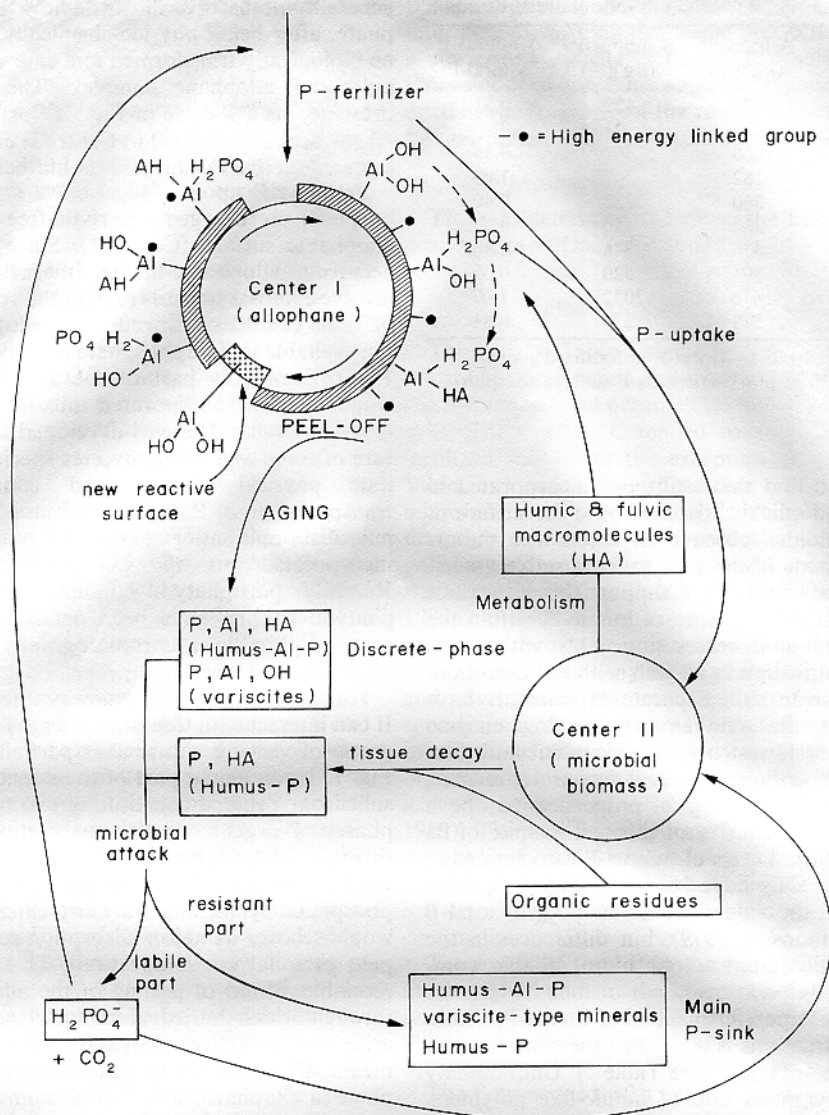 P-fertilizer
-●= High energy linked group
AH
H₂PO₄
Al
OH
Al
OH
HO
Al
AH
H₂PO₄
Al
OH
Center I
(allophane)
PO₄ H₂
Al
HO
H₂PO₄
Al
HA
P-uptake
Al
HO OH
PEEL-OFF
new reactive
surface
AGING
Humic & fulvic
macromolecules
(HA)
Metabolism
P, Al, HA
(Humus-Al-P)
Discrete-phase
P, Al, OH
(variscites)
Center II
(microbial
biomass)
tissue decay
P, HA
(Humus-P)
microbial
attack
resistant
part
Organic residues
labile
part
H₂PO₄
+ CO₂
Humus-Al-P
variscite-type minerals
Humus-P
Main
P-sink